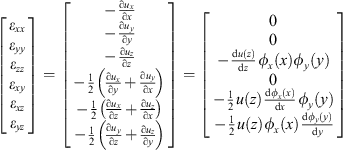 [ε_xx ε_yy ε_zz ε_xy ε_xz ε_yz] = [−∂u_x/∂x −∂u_y/∂y −∂u_z/∂z −1/2(∂u_x/∂y + ∂u_y/∂x) −1/2(∂u_x/∂z + ∂u_z/∂x) −1/2(∂u_y/∂z + ∂u_z/∂y)] = [0 0 −du(z)/dz ϕ_x(x)ϕ_y(y) 0 −1/2 u(z) dϕ_x(x)/dx ϕ_y(y) −1/2 u(z)ϕ_x(x) dϕ_y(y)/dy]